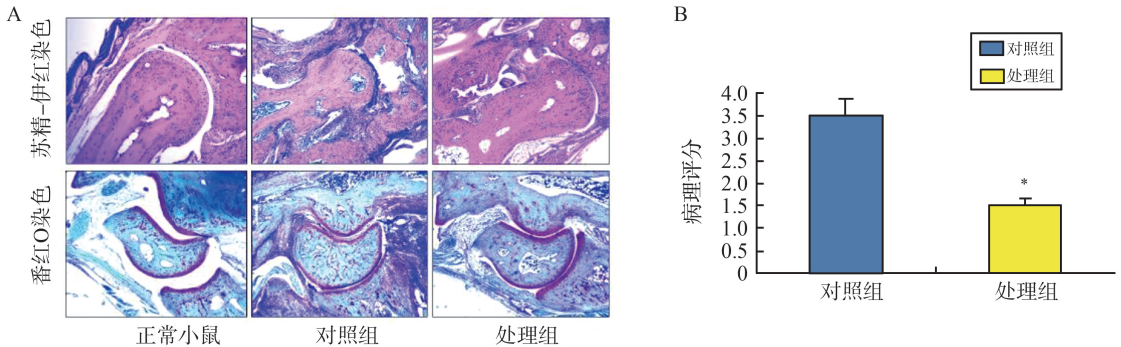 A
苏精-伊红染色
番红O染色
正常小鼠
对照组
处理组
B
对照组
处理组
病理评分
4.0
3.5
3.0
2.5
2.0
1.5
1.0
0.5
0
*
对照组
处理组